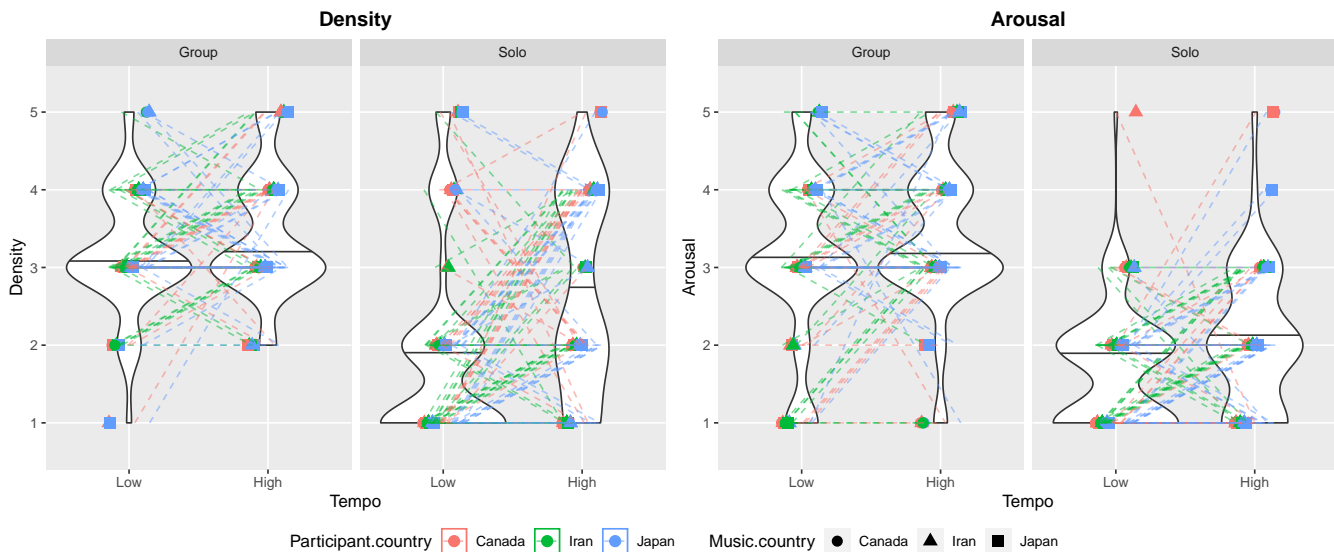 Density
Arousal
Group
Solo
Group
Solo
5
4
3
2
1
Density
5
4
3
2
1
Arousal
Low
High
Low
High
Low
High
Low
High
Tempo
Tempo
Participant.country
Canada
Iran
Japan
Music.country
Canada
Iran
Japan